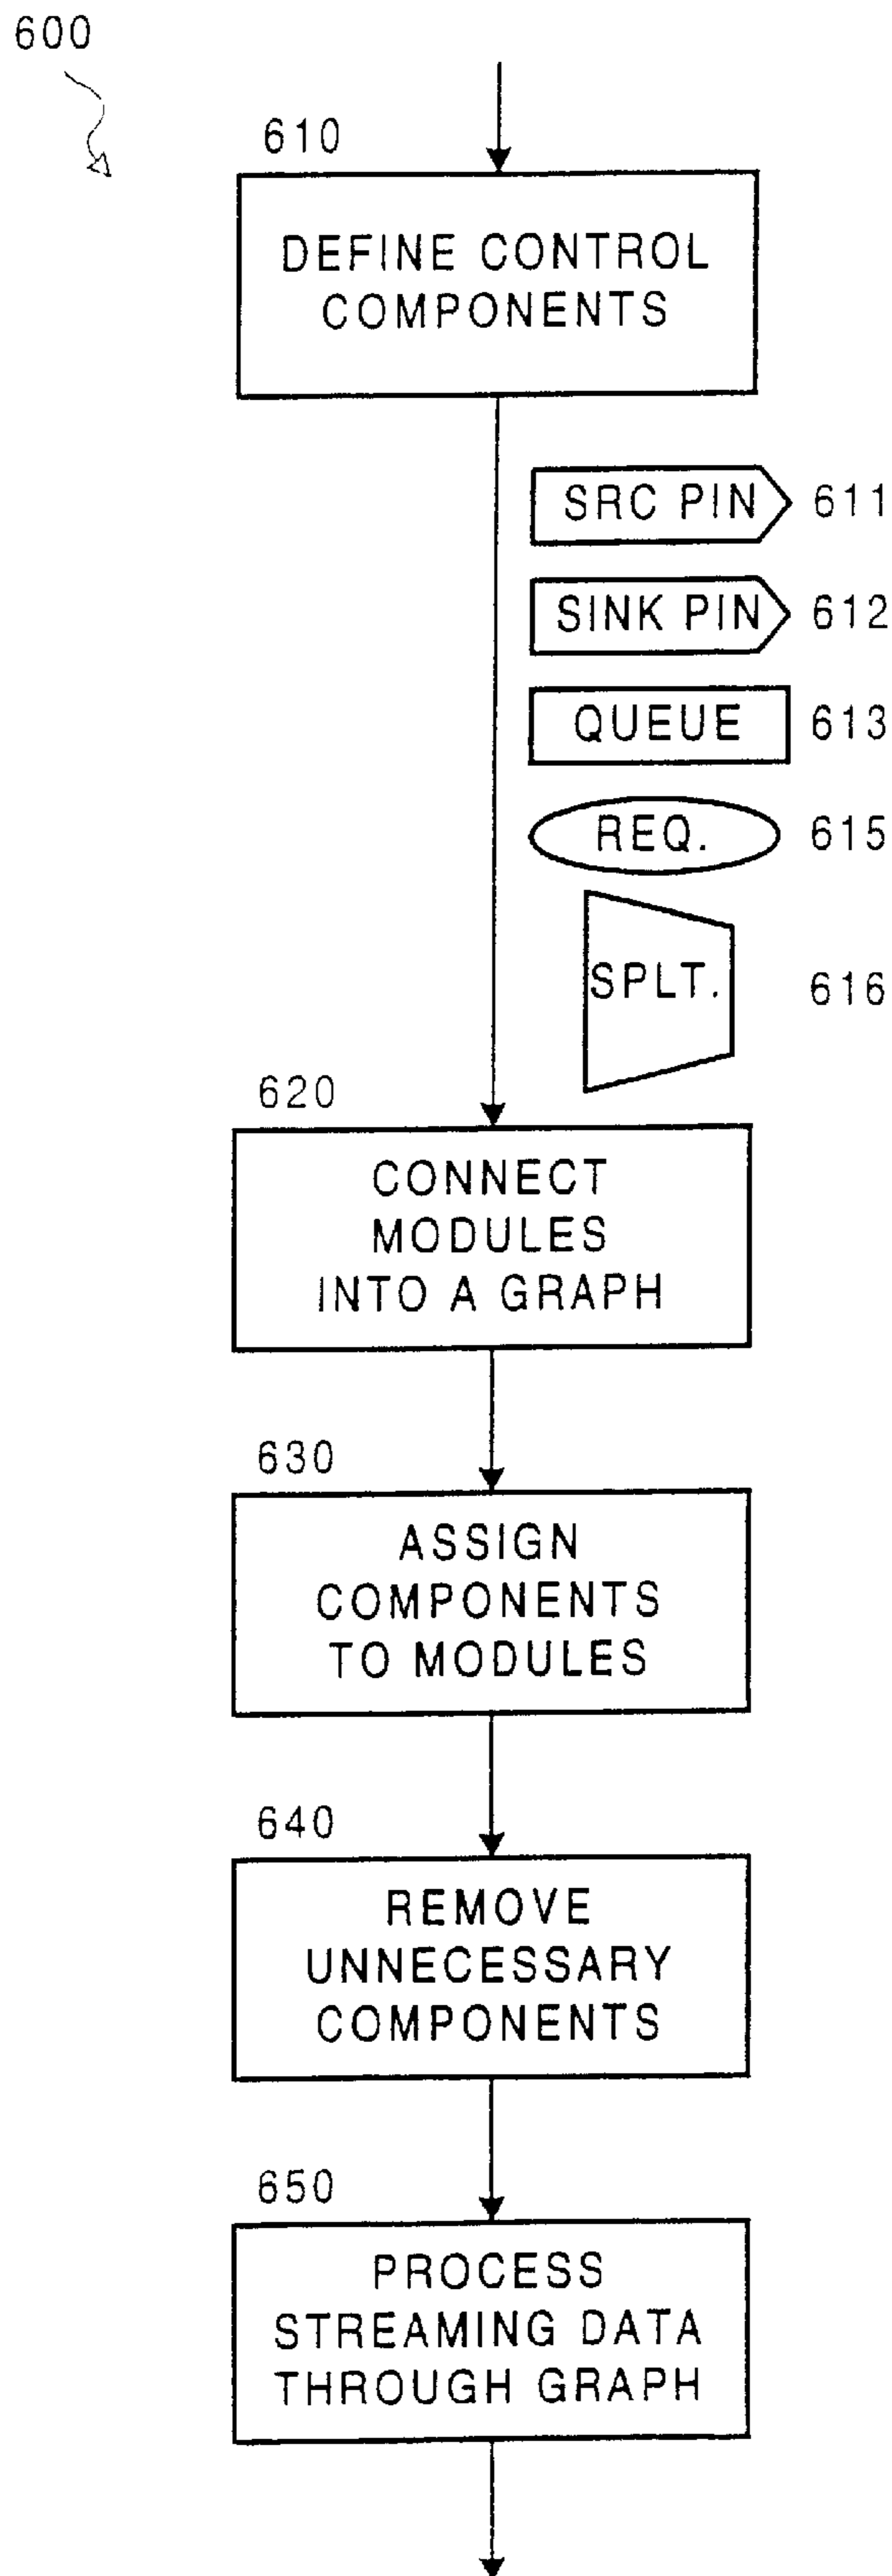 600
610
DEFINE CONTROL
COMPONENTS
SRC PIN 611
SINK PIN 612
QUEUE 613
REQ. 615
SPLT. 616
620
CONNECT
MODULES
INTO A GRAPH
630
ASSIGN
COMPONENTS
TO MODULES
640
REMOVE
UNNECESSARY
COMPONENTS
650
PROCESS
STREAMING DATA
THROUGH GRAPH